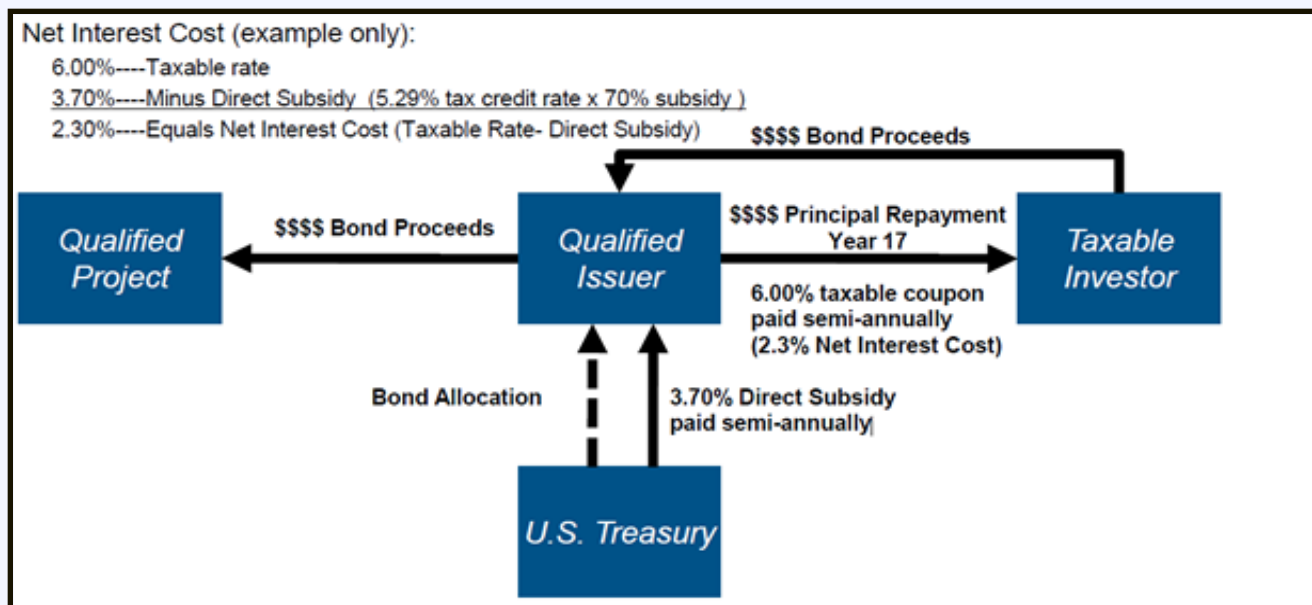 Net Interest Cost (example only):
6.00%----Taxable rate
3.70%----Minus Direct Subsidy (5.29% tax credit rate x 70% subsidy )
2.30%----Equals Net Interest Cost (Taxable Rate- Direct Subsidy)
$$$$ Bond Proceeds
Qualified
Project
$$$$ Bond Proceeds
Qualified
Issuer
$$$$ Principal Repayment
Year 17
Taxable
Investor
6.00% taxable coupon
paid semi-annually
(2.3% Net Interest Cost)
Bond Allocation
3.70% Direct Subsidy
paid semi-annually
U.S. Treasury